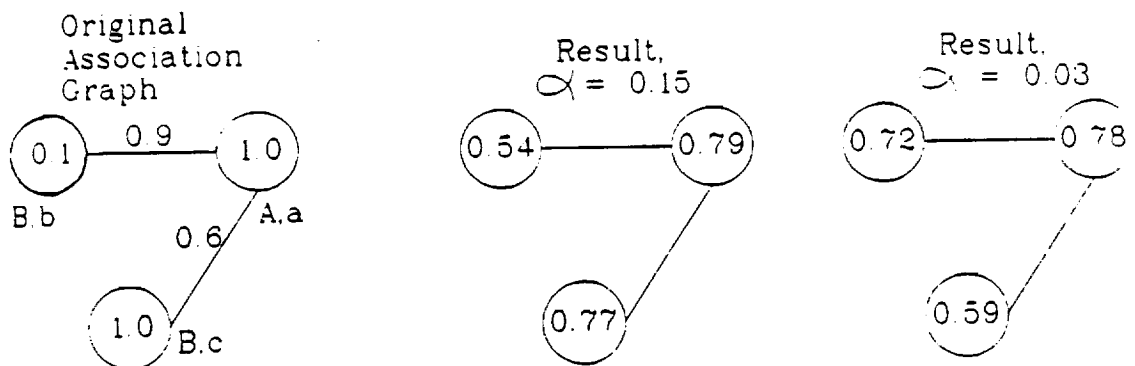 Original
Association
Graph
0.1
0.9
1.0
B.b
A.a
0.6
1.0
B.c
Result,
α = 0.15
0.54
0.79
0.77
Result,
α = 0.03
0.72
0.78
0.59